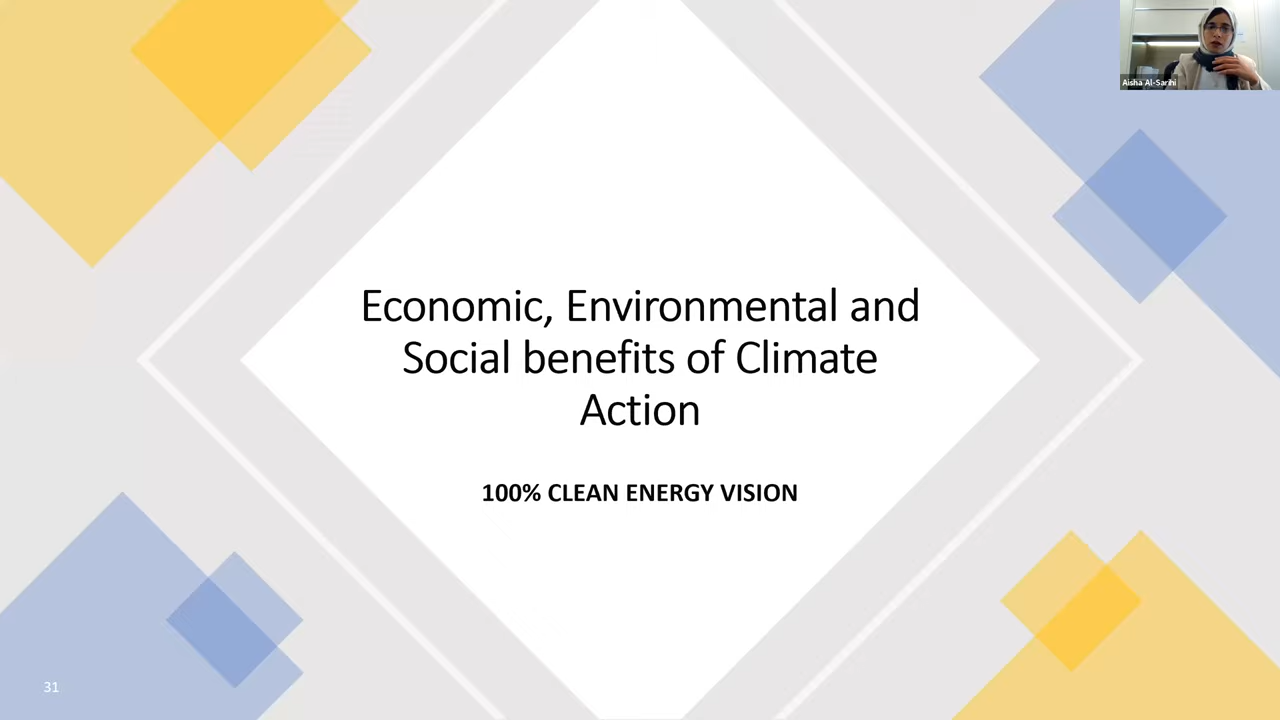 Aisha Al-Sarihi
Economic, Environmental and
Social benefits of Climate
Action
100% CLEAN ENERGY VISION
31